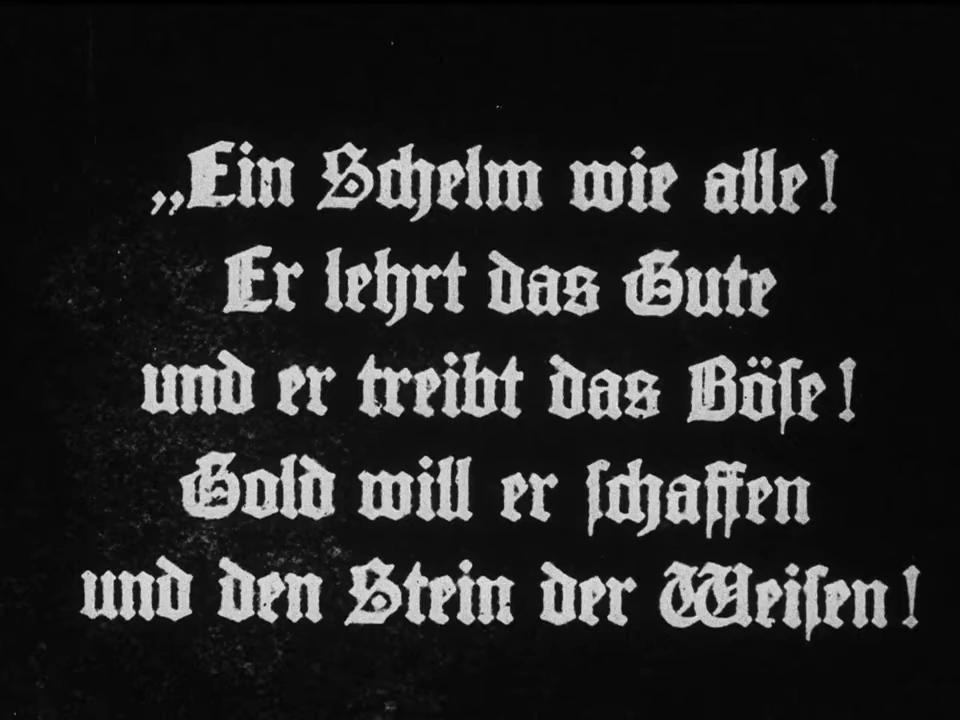 „Ein Schelm wie alle!
Er lehrt das Gute
und er treibt das Böſe!
Gold will er ſchaffen
und den Stein der Weiſen!